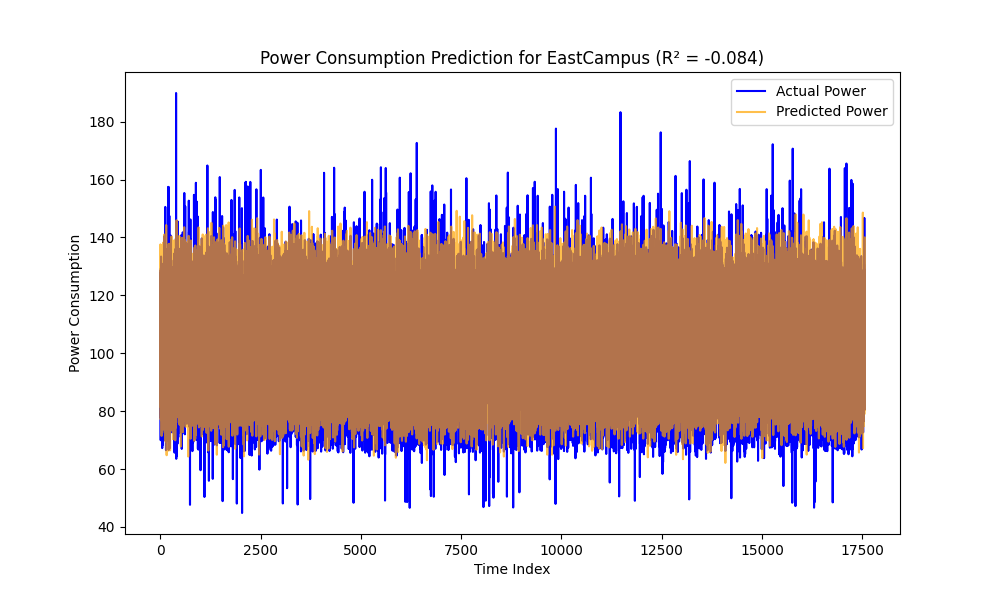 Power Consumption Prediction for EastCampus (R² = -0.084)
Actual Power
Predicted Power
180
160
140
120
100
80
60
40
Power Consumption
0 2500 5000 7500 10000 12500 15000 17500
Time Index